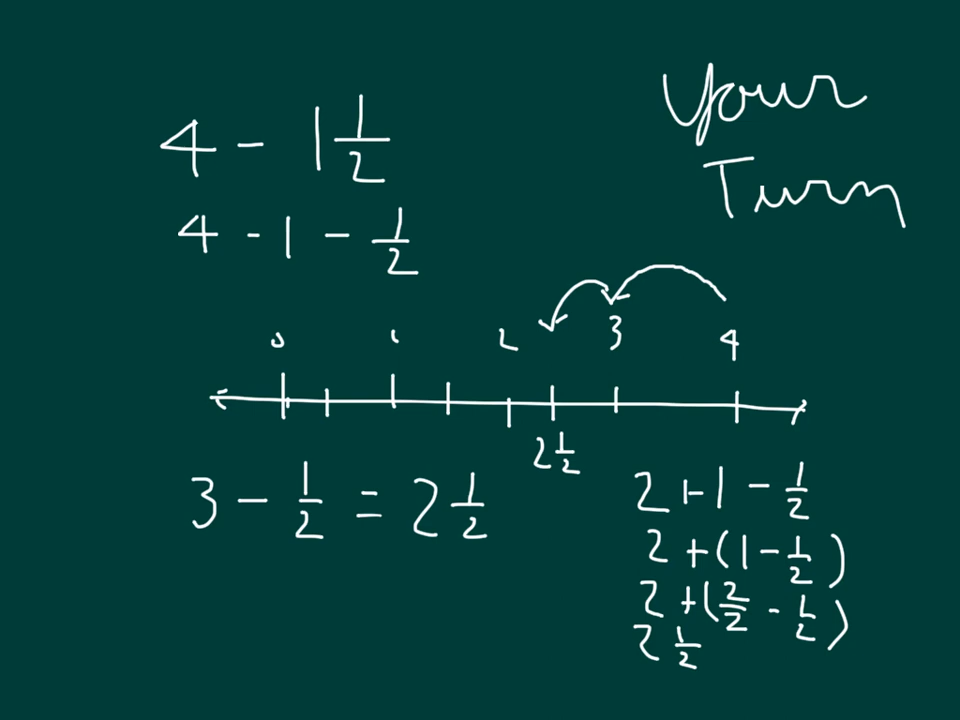 Your
Turn
4 - 1 1/2
4 - 1 - 1/2
0 1 2 3 4
2 1/2
3 - 1/2 = 2 1/2
2 + 1 - 1/2
2 + (1 - 1/2)
2 + (2/2 - 1/2)
2 1/2